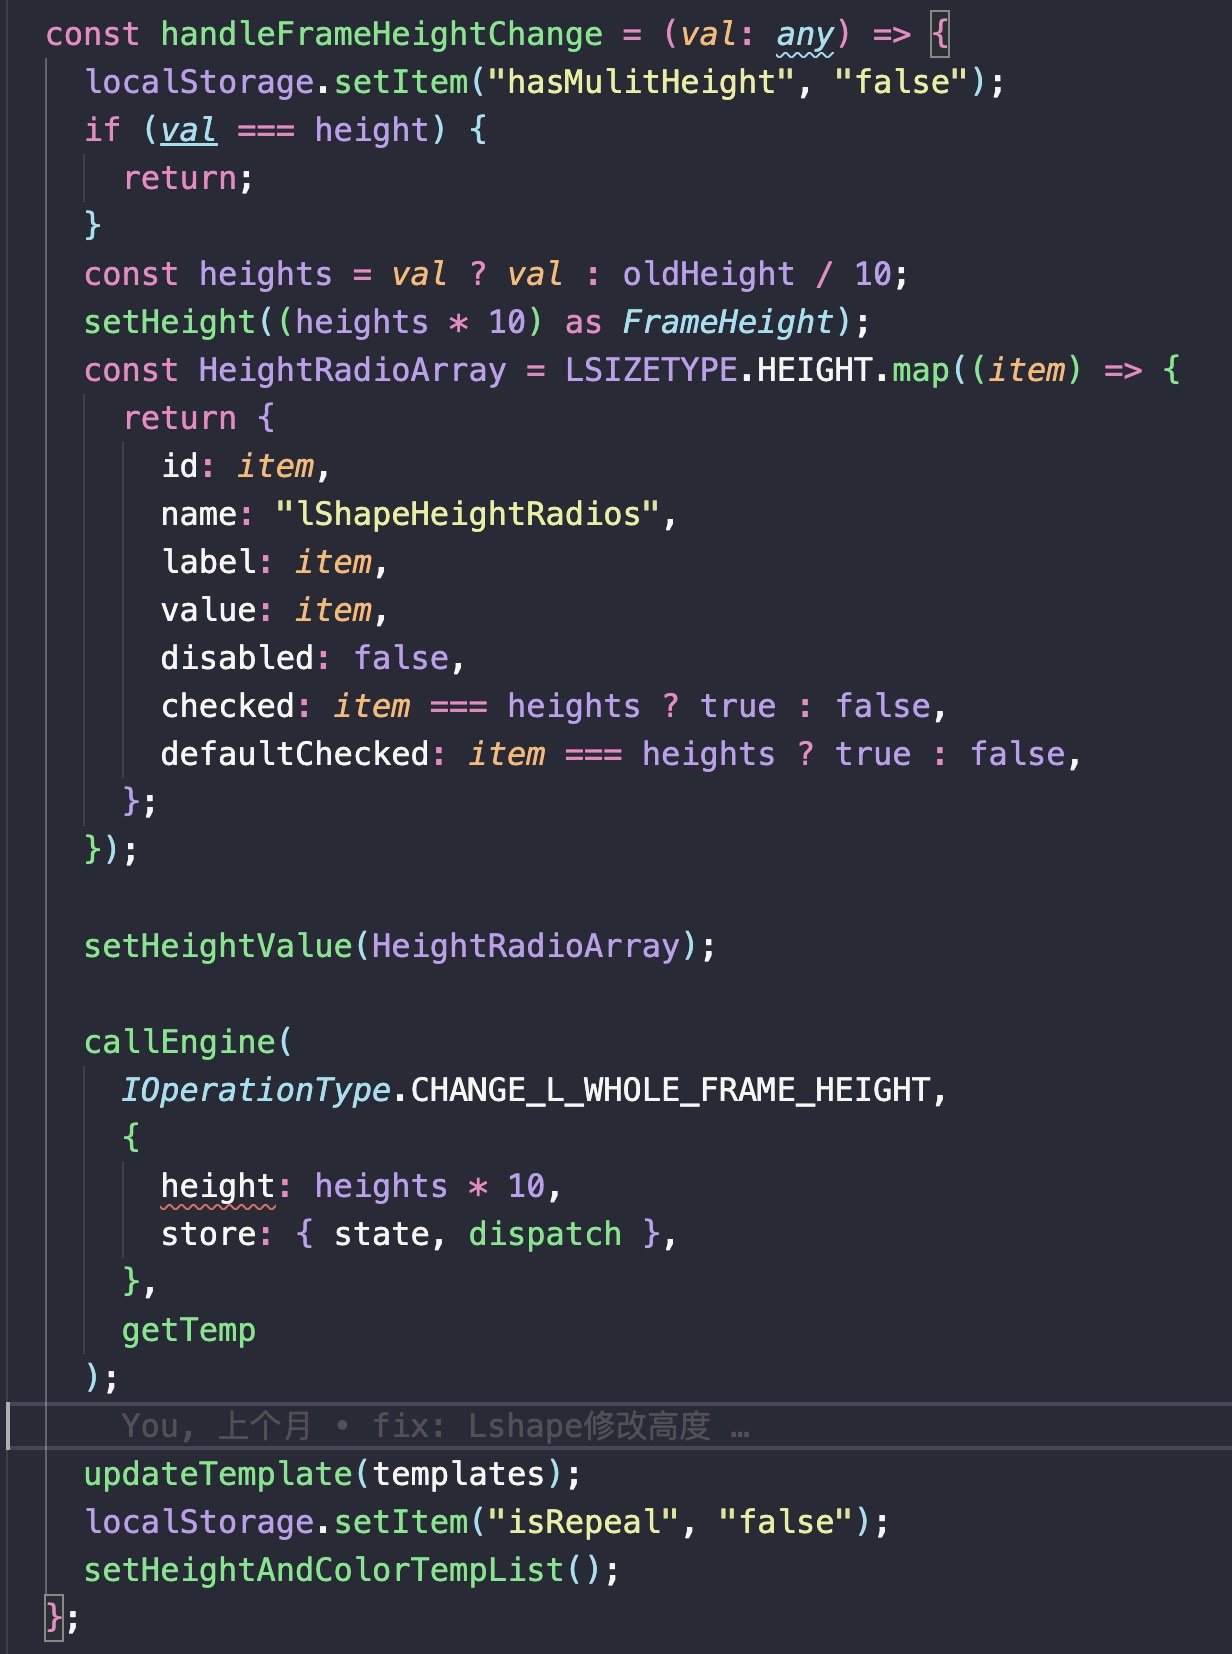 const handleFrameHeightChange = (val: any) => {
  localStorage.setItem("hasMulitHeight", "false");
  if (val === height) {
    return;
  }
  const heights = val ? val : oldHeight / 10;
  setHeight((heights * 10) as FrameHeight);
  const HeightRadioArray = LSIZETYPE.HEIGHT.map((item) => {
    return {
      id: item,
      name: "lShapeHeightRadios",
      label: item,
      value: item,
      disabled: false,
      checked: item === heights ? true : false,
      defaultChecked: item === heights ? true : false,
    };
  });

  setHeightValue(HeightRadioArray);

  callEngine(
    IOperationType.CHANGE_L_WHOLE_FRAME_HEIGHT,
    {
      height: heights * 10,
      store: { state, dispatch },
    },
    getTemp
  );
    You, 上个月 • fix: Lshape修改高度 …
  updateTemplate(templates);
  localStorage.setItem("isRepeal", "false");
  setHeightAndColorTempList();
};